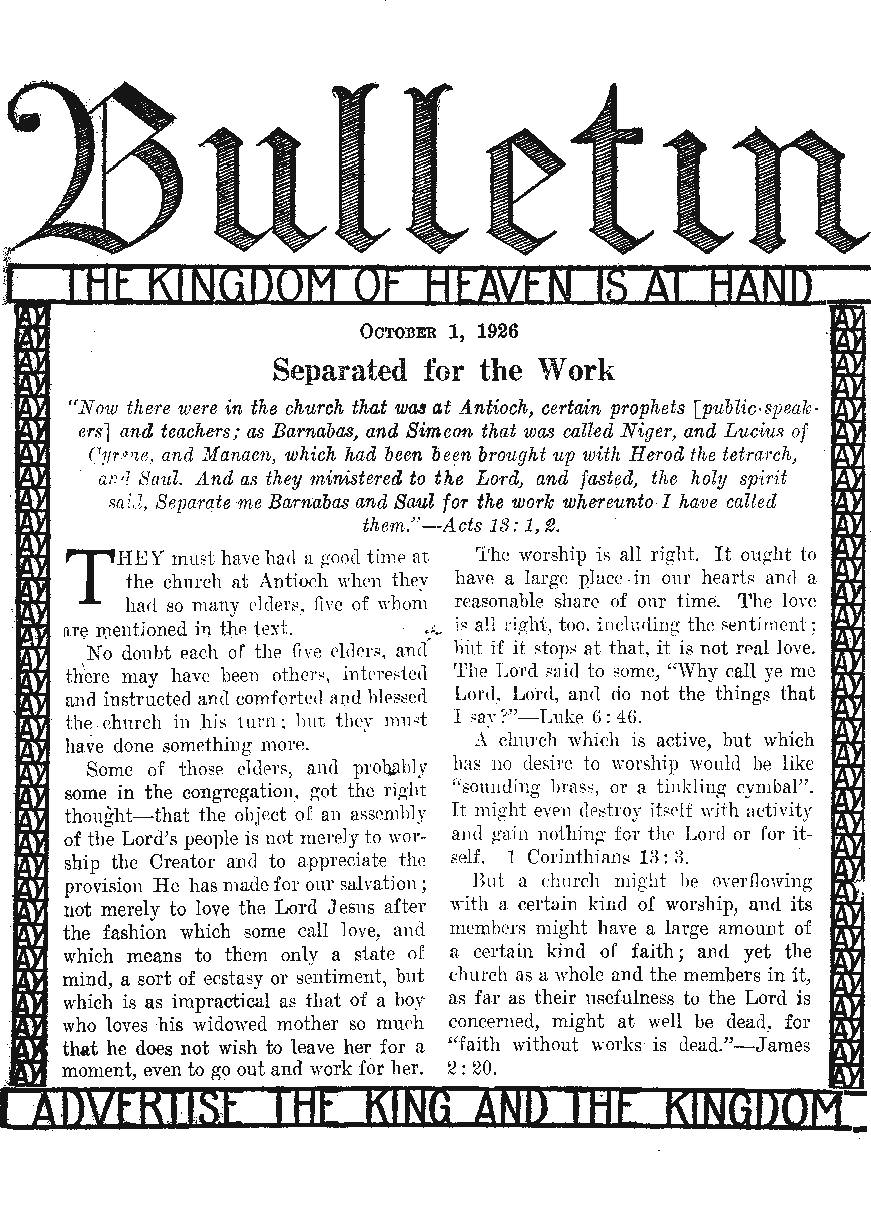 Bulletin
THE KINGDOM OF HEAVEN IS AT HAND
OCTOBER 1, 1926
Separated for the Work
"Now there were in the church that was at Antioch, certain prophets [public-speak-
ers] and teachers; as Barnabas, and Simeon that was called Niger, and Lucius of
Cyrene, and Manaen, which had been been brought up with Herod the tetrarch,
and Saul. And as they ministered to the Lord, and fasted, the holy spirit
said, Separate me Barnabas and Saul for the work whereunto I have called
them."—Acts 13: 1, 2.
THEY must have had a good time at
the church at Antioch when they
had so many elders, five of whom
are mentioned in the text.
No doubt each of the five elders, and
there may have been others, interested
and instructed and comforted and blessed
the church in his turn; but they must
have done something more.
Some of those elders, and probably
some in the congregation, got the right
thought—that the object of an assembly
of the Lord's people is not merely to wor-
ship the Creator and to appreciate the
provision He has made for our salvation;
not merely to love the Lord Jesus after
the fashion which some call love, and
which means to them only a state of
mind, a sort of ecstasy or sentiment, but
which is as impractical as that of a boy
who loves his widowed mother so much
that he does not wish to leave her for a
moment, even to go out and work for her.
The worship is all right. It ought to
have a large place in our hearts and a
reasonable share of our time. The love
is all right, too, including the sentiment;
but if it stops at that, it is not real love.
The Lord said to some, "Why call ye me
Lord, Lord, and do not the things that
I say?"—Luke 6: 46.
A church which is active, but which
has no desire to worship would be like
"sounding brass, or a tinkling cymbal".
It might even destroy itself with activity
and gain nothing for the Lord or for it-
self. 1 Corinthians 13: 3.
But a church might be overflowing
with a certain kind of worship, and its
members might have a large amount of
a certain kind of faith; and yet the
church as a whole and the members in it,
as far as their usefulness to the Lord is
concerned, might at well be dead, for
"faith without works is dead."—James
2: 20.
ADVERTISE THE KING AND THE KINGDOM